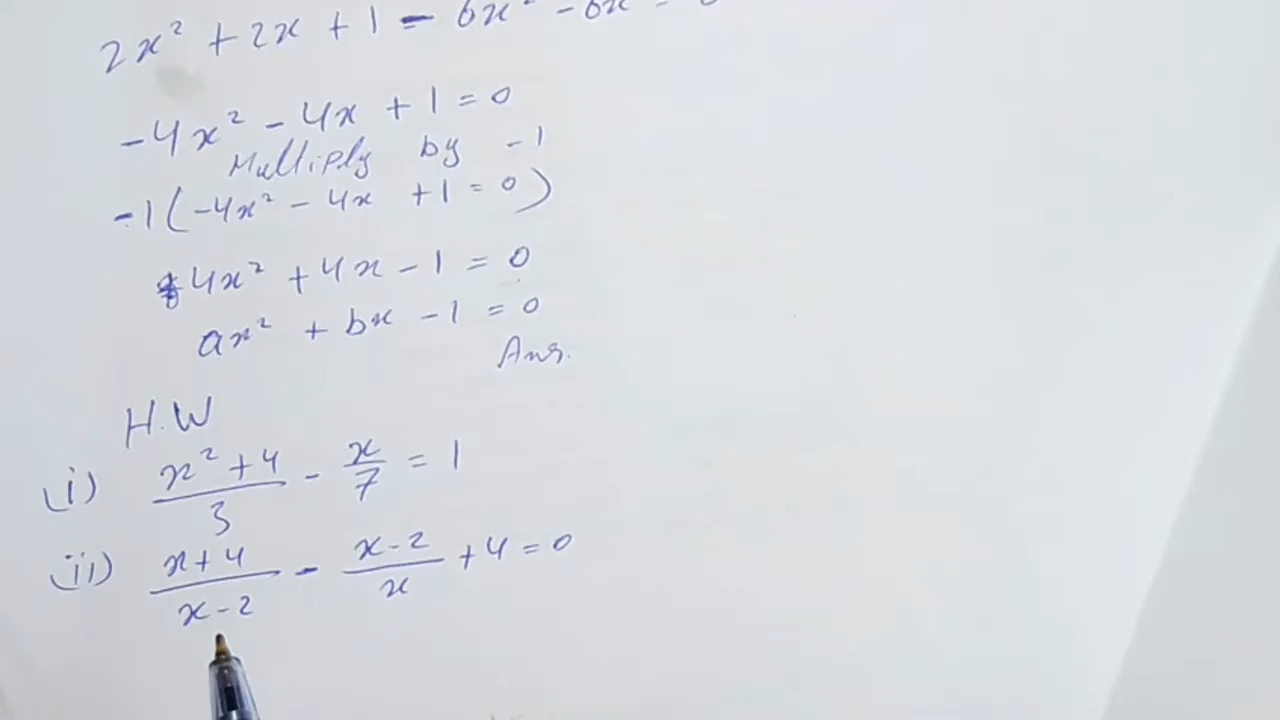 2x² + 2x + 1 - 6x² - 6x
-4x² - 4x + 1 = 0
Multiply by -1
-1(-4x² - 4x + 1 = 0)
4x² + 4x - 1 = 0
ax² + bx - 1 = 0
Ans.
H.W
(i) (x² + 4)/3 - x/7 = 1
(ii) (x + 4)/(x - 2) - (x - 2)/x + 4 = 0